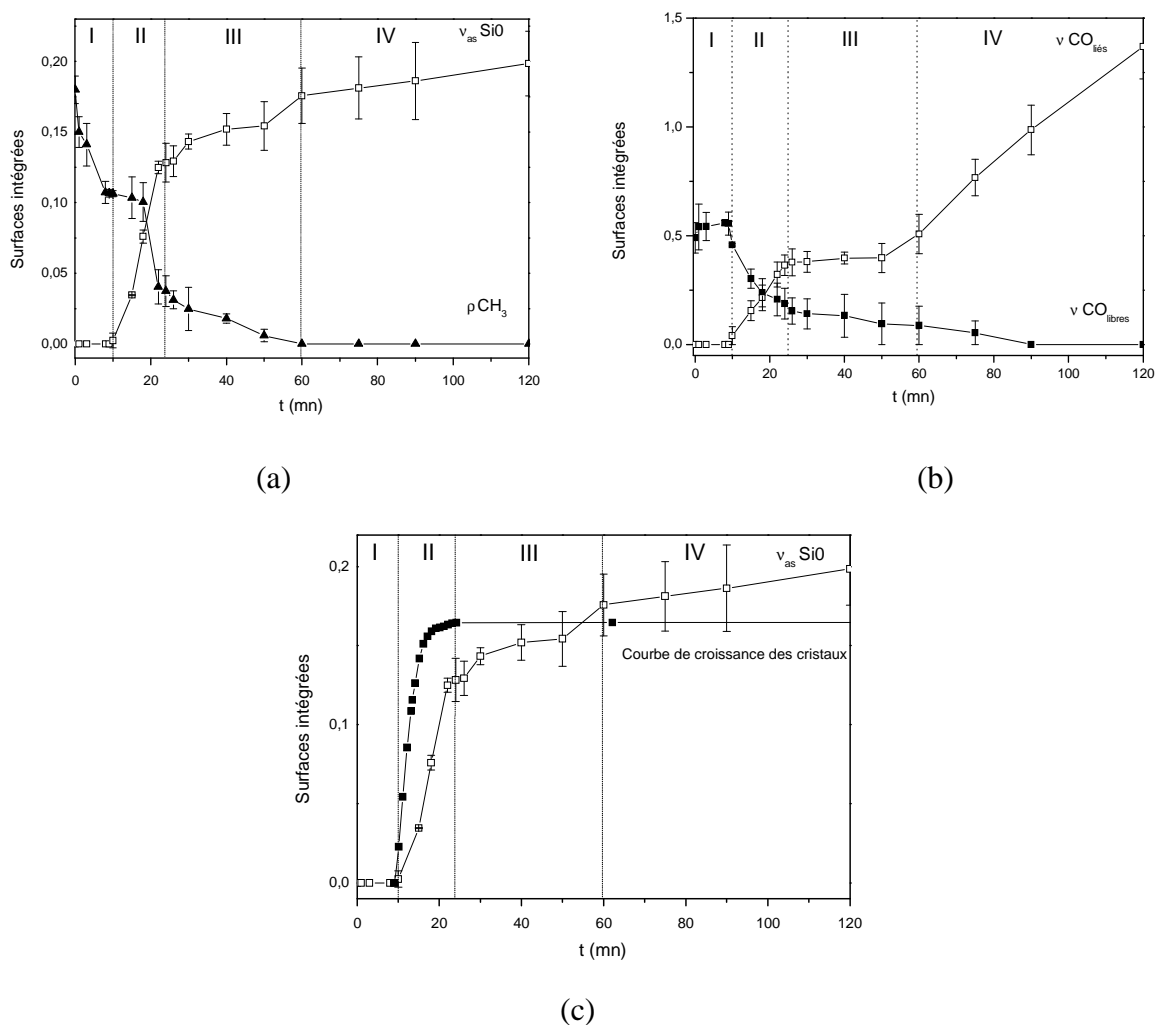 I II III IV ν_as Si0
0,20
0,15
0,10
0,05
0,00
Surfaces intégrées
ρ CH₃
0 20 40 60 80 100 120
t (mn)
(a)
I II III IV ν CO_liés
1,5
1,0
0,5
0,0
Surfaces intégrées
ν CO_libres
0 20 40 60 80 100 120
t (mn)
(b)
I II III IV ν_as Si0
0,2
0,1
0,0
Surfaces intégrées
Courbe de croissance des cristaux
0 20 40 60 80 100 120
t (mn)
(c)